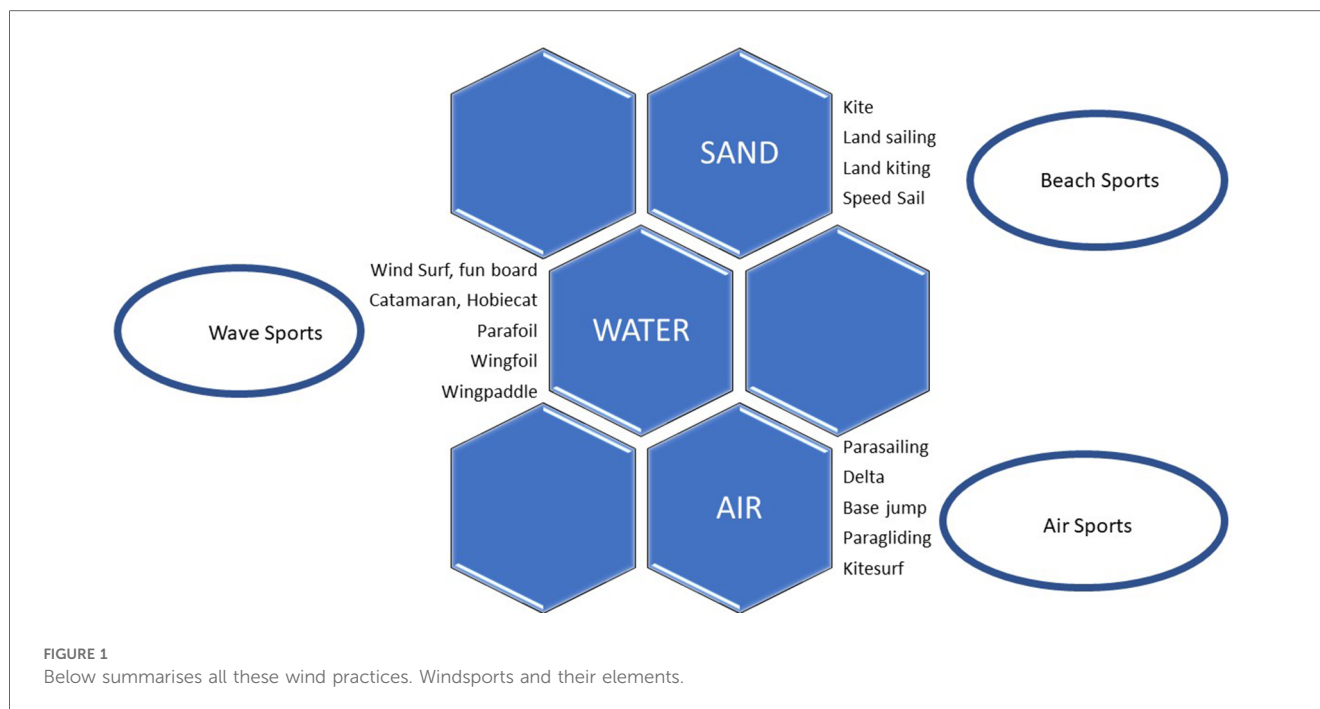 SAND
Kite
Land sailing
Land kiting
Speed Sail
Beach Sports
Wave Sports
Wind Surf, fun board
Catamaran, Hobiecat
Parafoil
Wingfoil
Wingpaddle
WATER
AIR
Parasailing
Delta
Base jump
Paragliding
Kitesurf
Air Sports
FIGURE 1
Below summarises all these wind practices. Windsports and their elements.